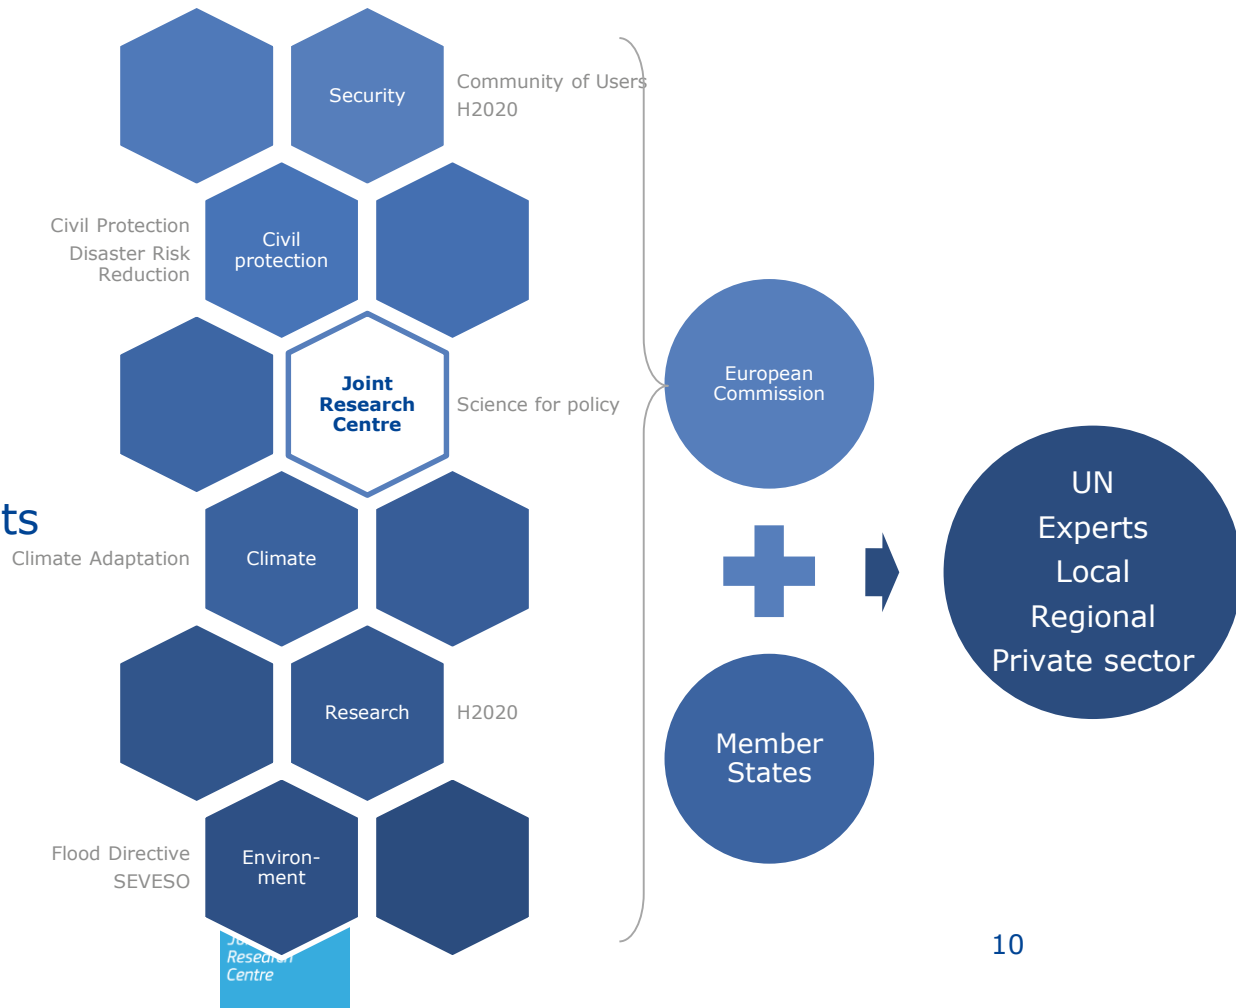 Security
Community of Users
H2020
Civil Protection
Disaster Risk
Reduction
Civil
protection
Joint
Research
Centre
Science for policy
European
Commission
ts
Climate Adaptation
Climate
UN
Experts
Local
Regional
Private sector
Research
H2020
Member
States
Flood Directive
SEVESO
Environ-
ment
Research
Centre
10